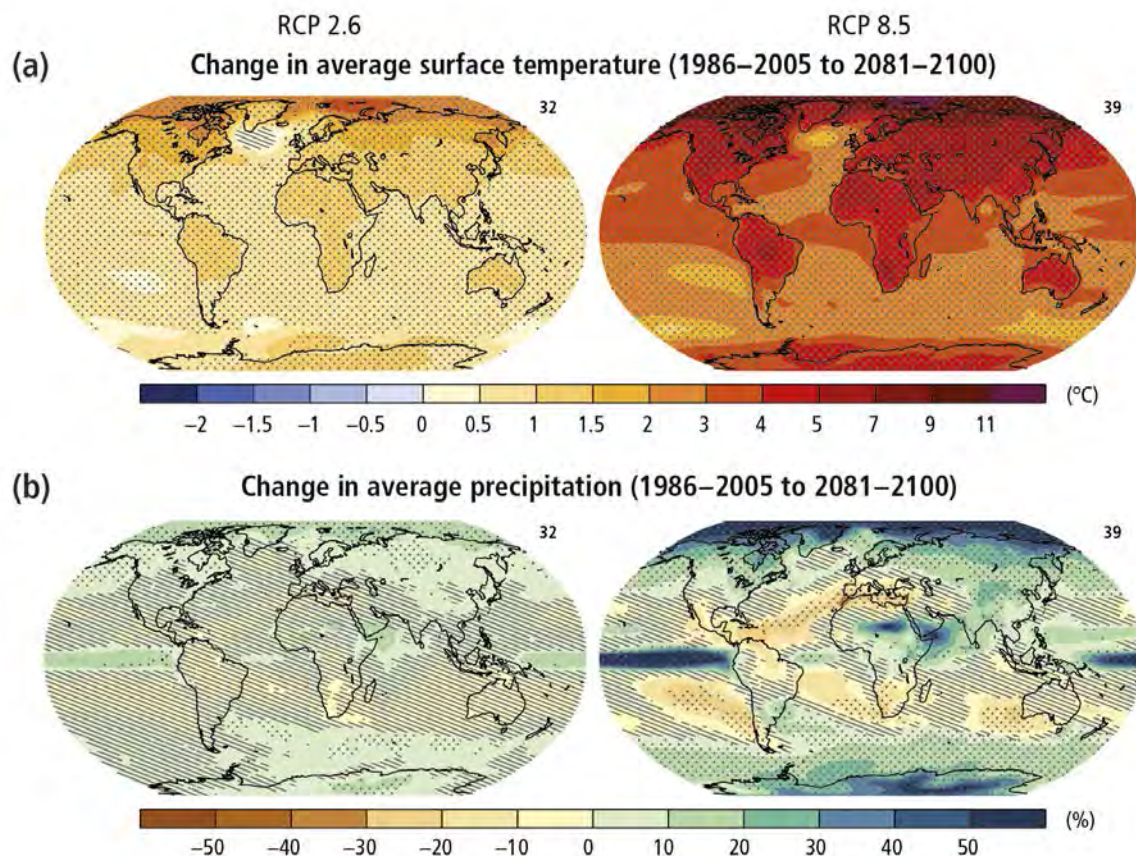 RCP 2.6 RCP 8.5
(a) Change in average surface temperature (1986–2005 to 2081–2100)
32 39
(°C)
−2 −1.5 −1 −0.5 0 0.5 1 1.5 2 3 4 5 7 9 11
(b) Change in average precipitation (1986–2005 to 2081–2100)
32 39
(%)
−50 −40 −30 −20 −10 0 10 20 30 40 50